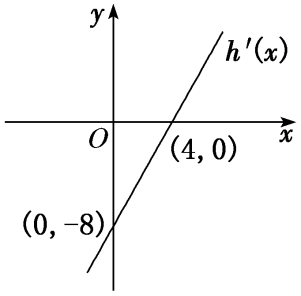 y
h′(x)
O
x
(4, 0)
(0, -8)